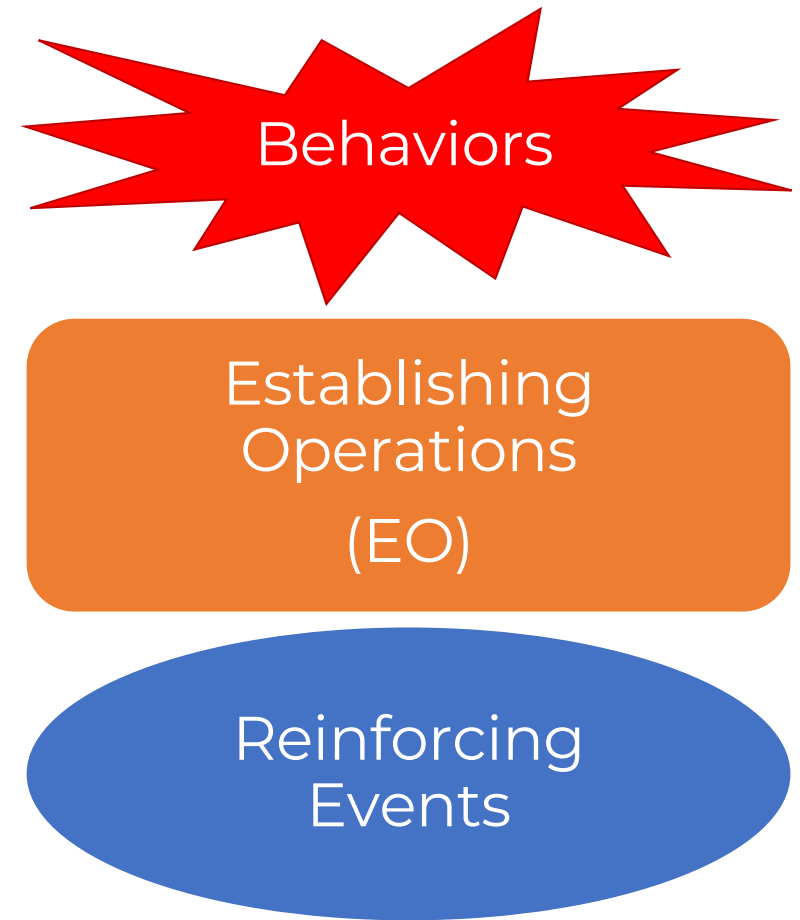 Behaviors
Establishing
Operations
(EO)
Reinforcing
Events